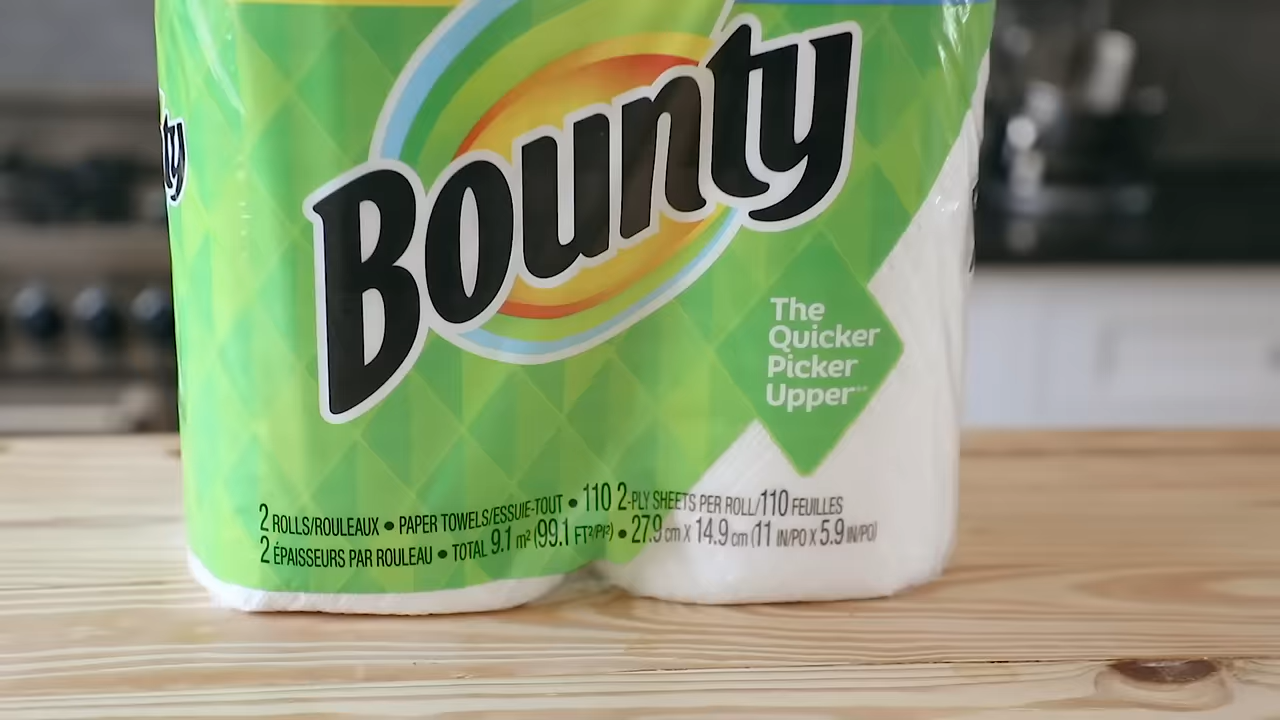 Bounty
ty
The
Quicker
Picker
Upper
2 ROLLS/ROULEAUX • PAPER TOWELS/ESSUIE-TOUT • 110 2-PLY SHEETS PER ROLL/110 FEUILLES
2 ÉPAISSEURS PAR ROULEAU • TOTAL 9.1 m² (99.1 FT²/PI²) • 27.9 cm X 14.9 cm (11 IN/PO X 5.9 IN/PO)